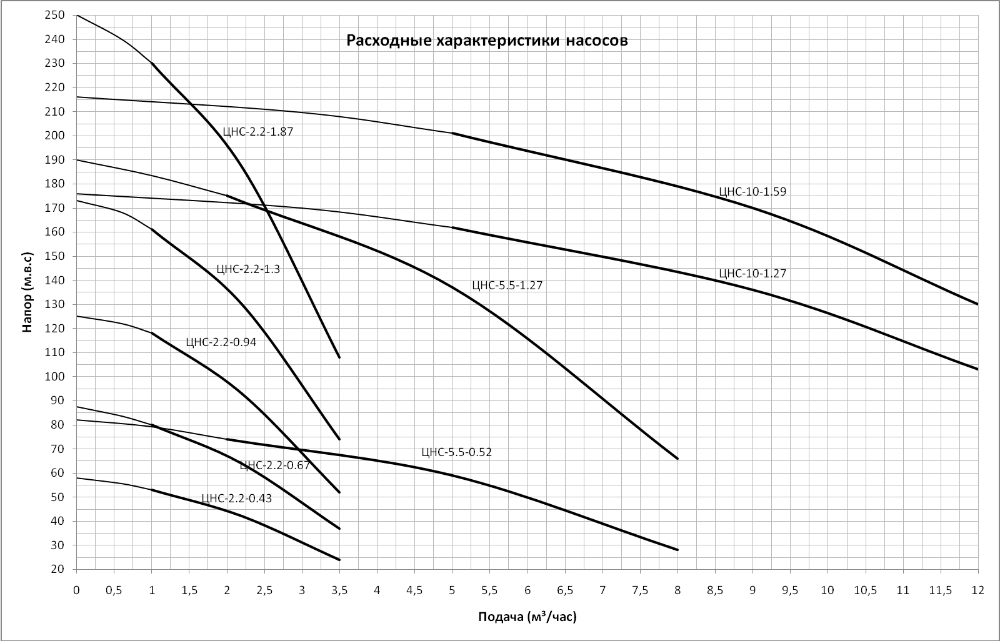 Расходные характеристики насосов
250
240
230
220
210
200
190
180
170
160
150
140
130
120
110
100
90
80
70
60
50
40
30
20
Напор (м.в.с)
ЦНС-2.2-1.87
ЦНС-10-1.59
ЦНС-2.2-1.3
ЦНС-10-1.27
ЦНС-5.5-1.27
ЦНС-2.2-0.94
ЦНС-5.5-0.52
ЦНС-2.2-0.67
ЦНС-2.2-0.43
0 0,5 1 1,5 2 2,5 3 3,5 4 4,5 5 5,5 6 6,5 7 7,5 8 8,5 9 9,5 10 10,5 11 11,5 12
Подача (м³/час)